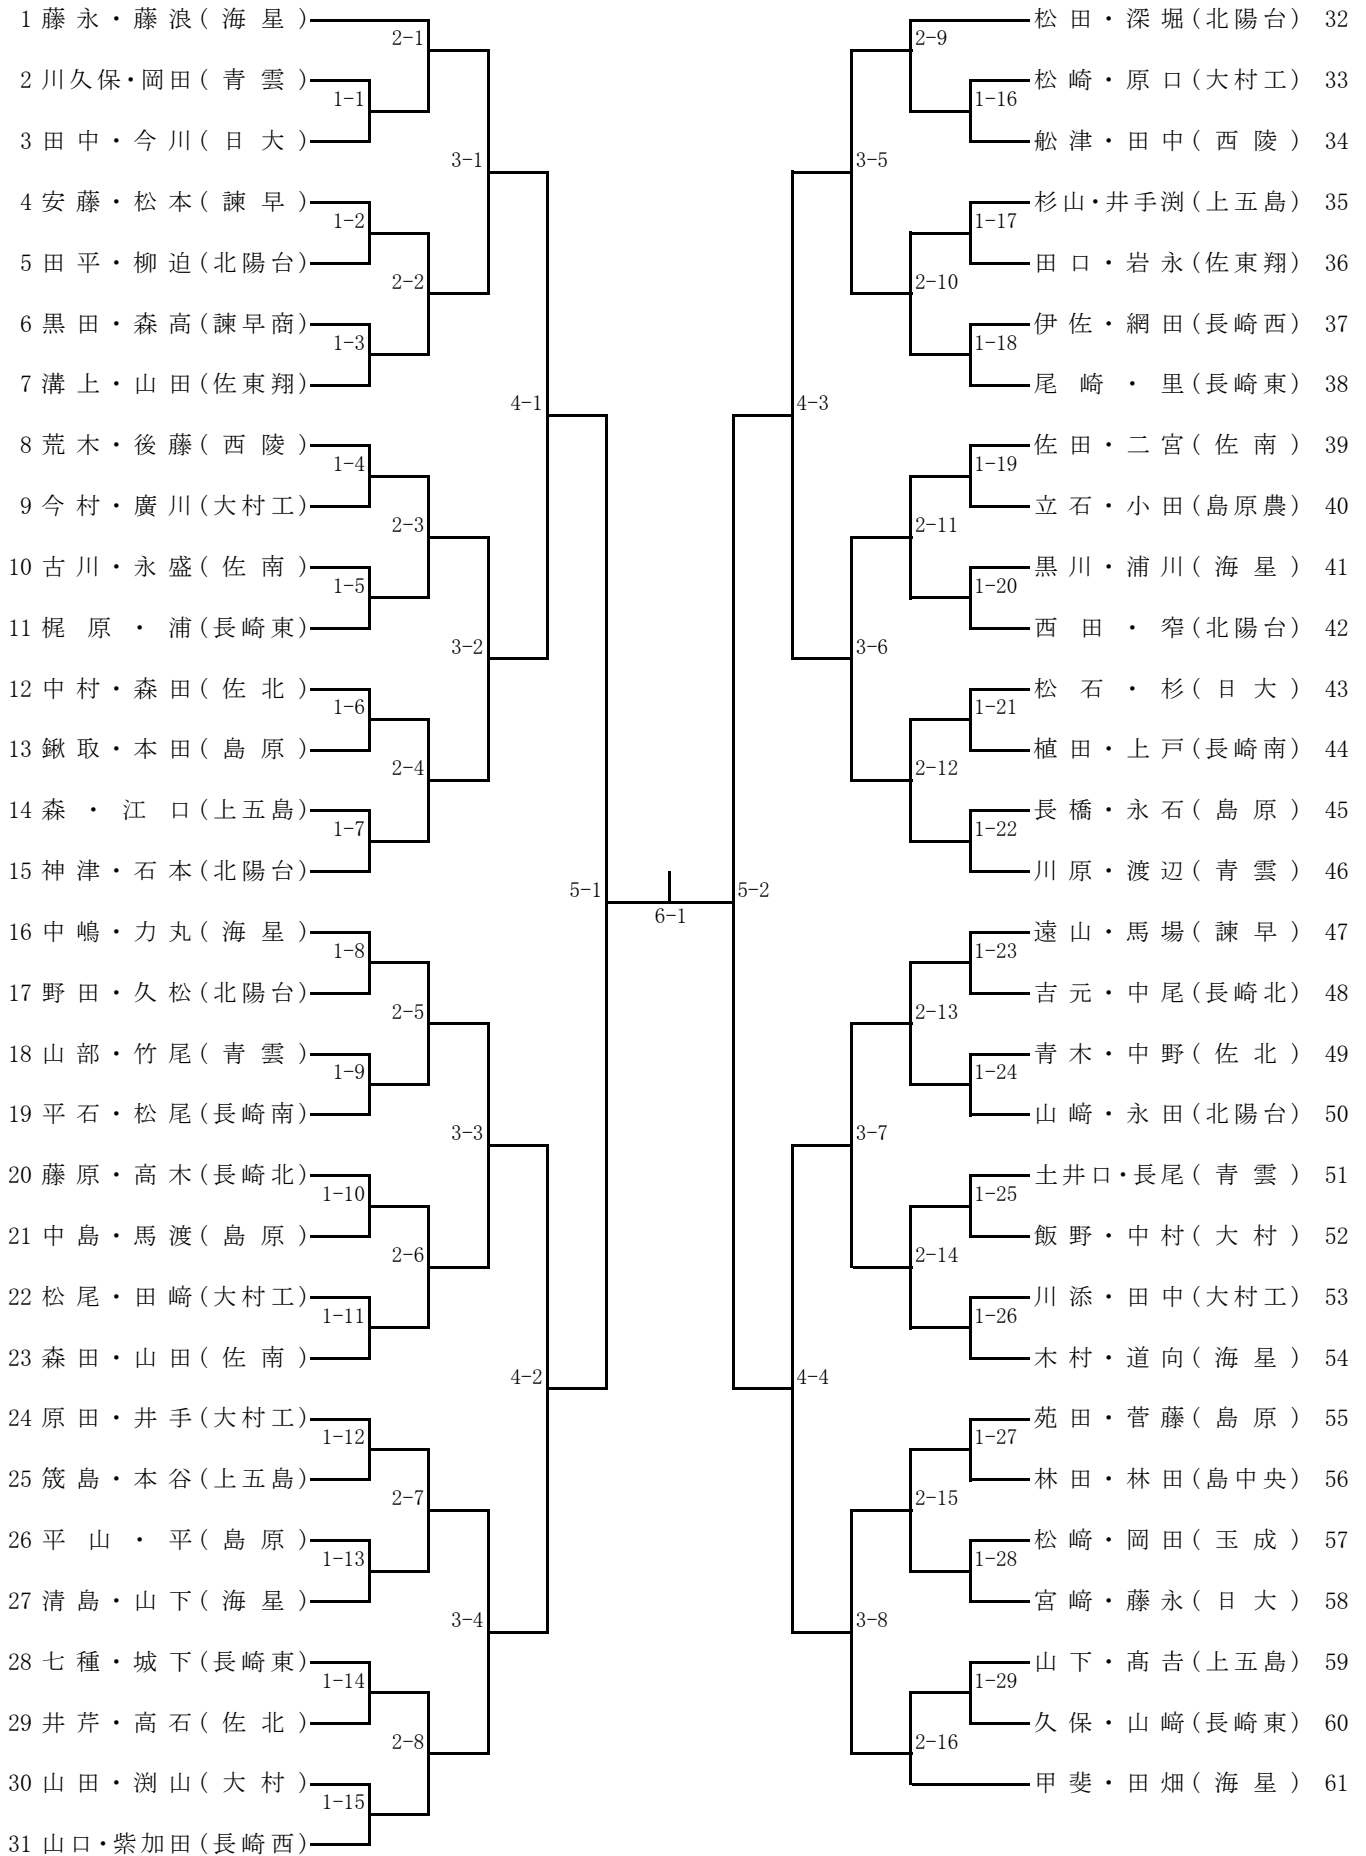 1 藤永・藤浪(海星)
2-1
2 川久保・岡田(青雲)
1-1
3 田中・今川(日大)
3-1
4 安藤・松本(諫早)
1-2
5 田平・柳迫(北陽台)
2-2
6 黒田・森高(諫早商)
1-3
7 溝上・山田(佐東翔)
4-1
8 荒木・後藤(西陵)
1-4
9 今村・廣川(大村工)
2-3
10 古川・永盛(佐南)
1-5
11 梶原・浦(長崎東)
3-2
12 中村・森田(佐北)
1-6
13 鍬取・本田(島原)
2-4
14 森・江口(上五島)
1-7
15 神津・石本(北陽台)
5-1
16 中嶋・力丸(海星)
1-8
17 野田・久松(北陽台)
2-5
18 山部・竹尾(青雲)
1-9
19 平石・松尾(長崎南)
3-3
20 藤原・高木(長崎北)
1-10
21 中島・馬渡(島原)
2-6
22 松尾・田﨑(大村工)
1-11
23 森田・山田(佐南)
4-2
24 原田・井手(大村工)
1-12
25 筬島・本谷(上五島)
2-7
26 平山・平(島原)
1-13
27 清島・山下(海星)
3-4
28 七種・城下(長崎東)
1-14
29 井芹・高石(佐北)
2-8
30 山田・渕山(大村)
1-15
31 山口・紫加田(長崎西)
6-1
松田・深堀(北陽台) 32
2-9
松崎・原口(大村工) 33
1-16
舩津・田中(西陵) 34
3-5
杉山・井手渕(上五島) 35
1-17
田口・岩永(佐東翔) 36
2-10
伊佐・網田(長崎西) 37
1-18
尾崎・里(長崎東) 38
4-3
佐田・二宮(佐南) 39
1-19
立石・小田(島原農) 40
2-11
黒川・浦川(海星) 41
1-20
西田・窄(北陽台) 42
3-6
松石・杉(日大) 43
1-21
植田・上戸(長崎南) 44
2-12
長橋・永石(島原) 45
1-22
川原・渡辺(青雲) 46
5-2
遠山・馬場(諫早) 47
1-23
吉元・中尾(長崎北) 48
2-13
青木・中野(佐北) 49
1-24
山﨑・永田(北陽台) 50
3-7
土井口・長尾(青雲) 51
1-25
飯野・中村(大村) 52
2-14
川添・田中(大村工) 53
1-26
木村・道向(海星) 54
4-4
苑田・菅藤(島原) 55
1-27
林田・林田(島中央) 56
2-15
松﨑・岡田(玉成) 57
1-28
宮﨑・藤永(日大) 58
3-8
山下・髙𠮷(上五島) 59
1-29
久保・山﨑(長崎東) 60
2-16
甲斐・田畑(海星) 61